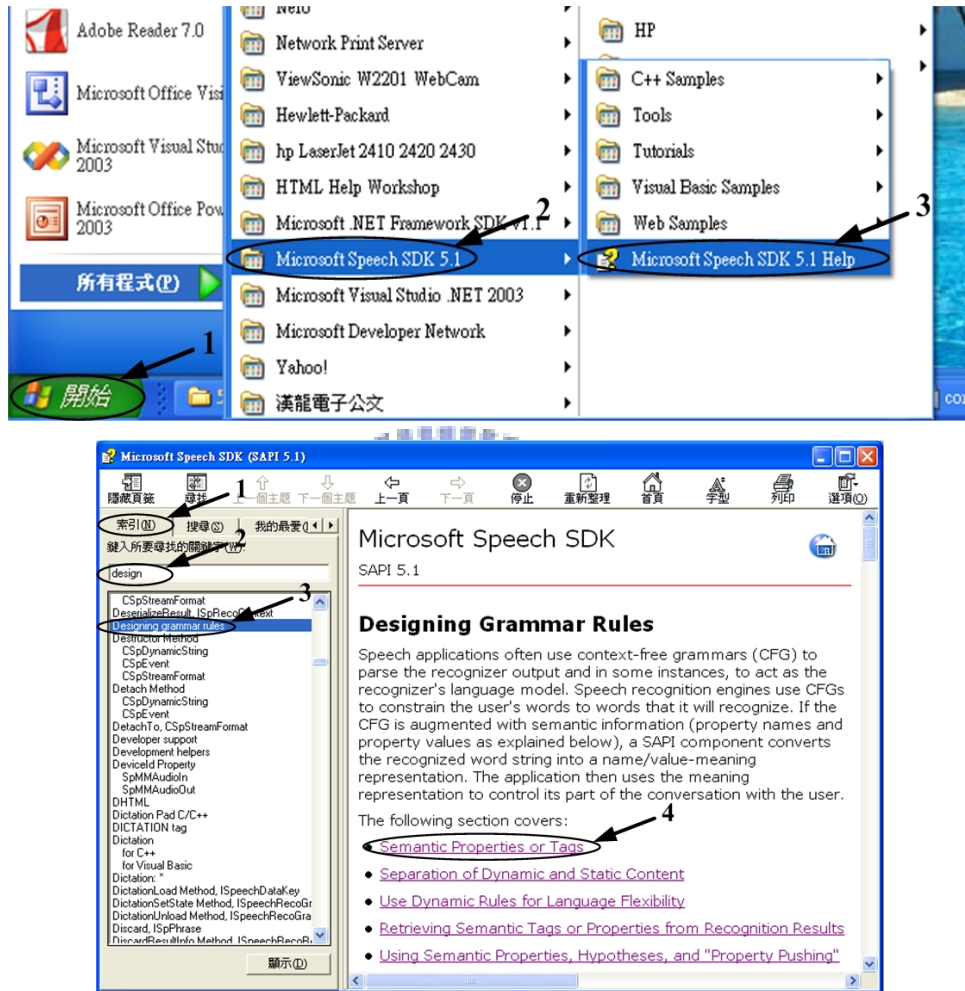 Adobe Reader 7.0
Microsoft Office Visi
Microsoft Visual Stud
2003
Microsoft Office Pow
2003
所有程式(P)
1
開始
Nero
Network Print Server
ViewSonic W2201 WebCam
Hewlett-Packard
hp LaserJet 2410 2420 2430
HTML Help Workshop
Microsoft .NET Framework SDK v1.1
2
Microsoft Speech SDK 5.1
Microsoft Visual Studio .NET 2003
Microsoft Developer Network
Yahoo!
漢龍電子公文
HP
C++ Samples
Tools
Tutorials
Visual Basic Samples
Web Samples
3
Microsoft Speech SDK 5.1 Help
Microsoft Speech SDK (SAPI 5.1)
隱藏頁籤 尋找 上一個主題 下一個主題 上一頁 下一頁 停止 重新整理 首頁 字型 列印 選項(O)
1
索引(N) 搜尋(S) 我的最愛(
鍵入所要尋找的關鍵字(W):
2
design
3
CSpStreamFormat
DeserializeResult, ISpRecoContext
Designing grammar rules
Destructor Method
CSpDynamicString
CSpEvent
CSpStreamFormat
Detach Method
CSpDynamicString
CSpEvent
DetachTo, CSpStreamFormat
Developer support
Development helpers
DeviceId Property
SpMMAudioIn
SpMMAudioOut
DHTML
Dictation Pad C/C++
DICTATION tag
Dictation
for C++
for Visual Basic
Dictation: "
DictationLoad Method, ISpeechDataKey
DictationSetState Method, ISpeechRecoGr
DictationUnload Method, ISpeechRecoGra
Discard, ISpPhrase
DiscardResultInfo Method, ISpeechRecoRe
顯示(D)
Microsoft Speech SDK
SAPI 5.1
Designing Grammar Rules
Speech applications often use context-free grammars (CFG) to
parse the recognizer output and in some instances, to act as the
recognizer's language model. Speech recognition engines use CFGs
to constrain the user's words to words that it will recognize. If the
CFG is augmented with semantic information (property names and
property values as explained below), a SAPI component converts
the recognized word string into a name/value-meaning
representation. The application then uses the meaning
representation to control its part of the conversation with the user.
The following section covers:
4
Semantic Properties or Tags
Separation of Dynamic and Static Content
Use Dynamic Rules for Language Flexibility
Retrieving Semantic Tags or Properties from Recognition Results
Using Semantic Properties, Hypotheses, and "Property Pushing"